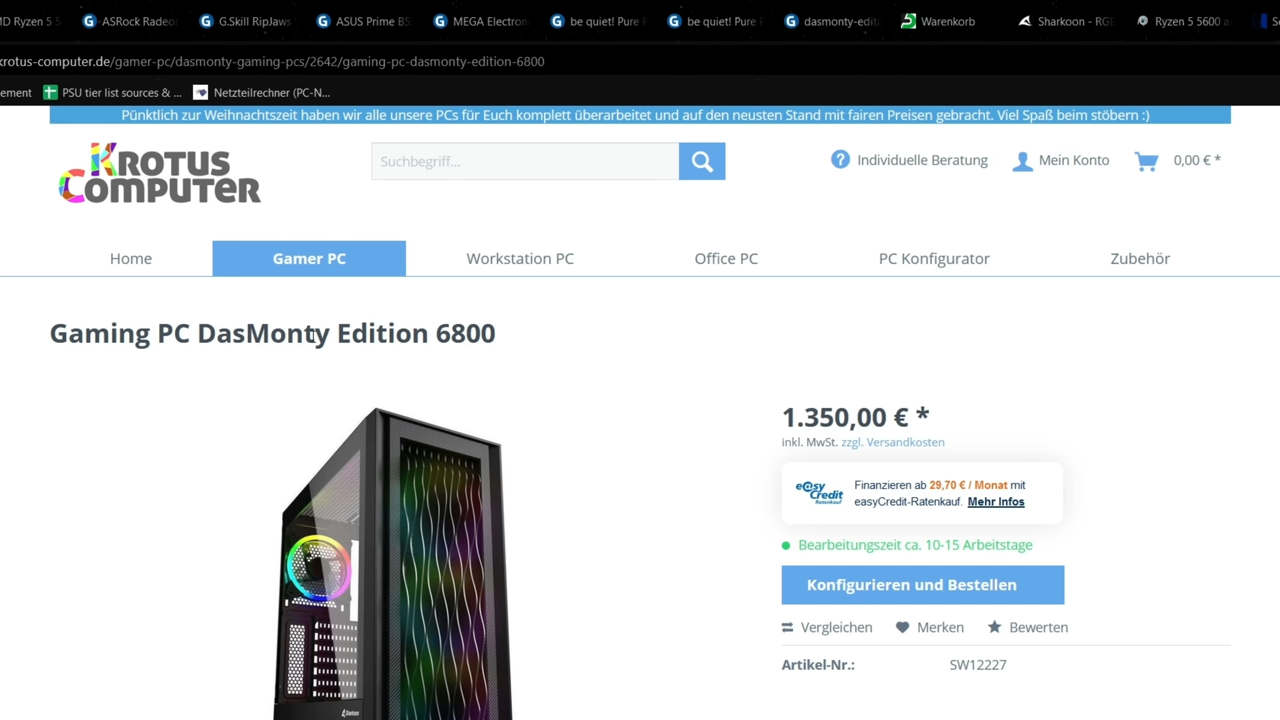 MD Ryzen 5 5 ASRock Radeo G.Skill RipJaws ASUS Prime B5 MEGA Electron be quiet! Pure be quiet! Pure dasmonty-edit Warenkorb Sharkoon - RGB Ryzen 5 5600 a
krotus-computer.de/gamer-pc/dasmonty-gaming-pcs/2642/gaming-pc-dasmonty-edition-6800
ement PSU tier list sources & ... Netzteilrechner (PC-N...
Pünktlich zur Weihnachtszeit haben wir alle unsere PCs für Euch komplett überarbeitet und auf den neusten Stand mit fairen Preisen gebracht. Viel Spaß beim stöbern :)
KROTUS COMPUTER
Suchbegriff...
Individuelle Beratung Mein Konto 0,00 € *
Home Gamer PC Workstation PC Office PC PC Konfigurator Zubehör
Gaming PC DasMonty Edition 6800
1.350,00 € *
inkl. MwSt. zzgl. Versandkosten
easy Credit Ratenkauf
Finanzieren ab 29,70 € / Monat mit
easyCredit-Ratenkauf. Mehr Infos
Bearbeitungszeit ca. 10-15 Arbeitstage
Konfigurieren und Bestellen
Vergleichen Merken Bewerten
Artikel-Nr.: SW12227
Sharkoon